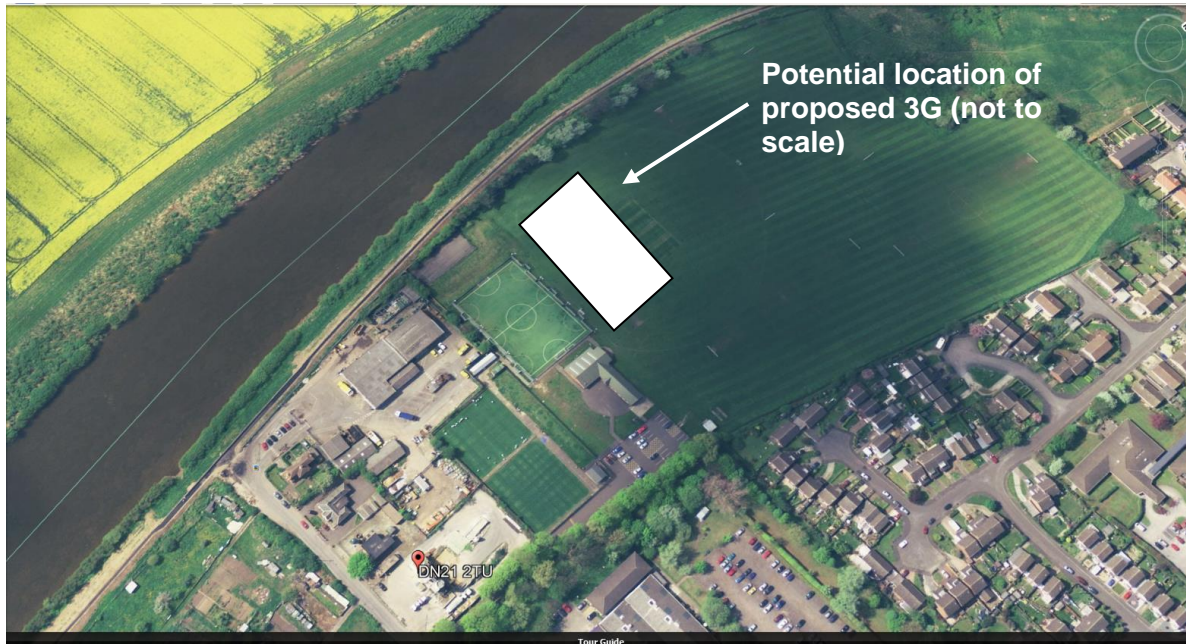 Potential location of
proposed 3G (not to
scale)
DN21 2TU
Tour Guide